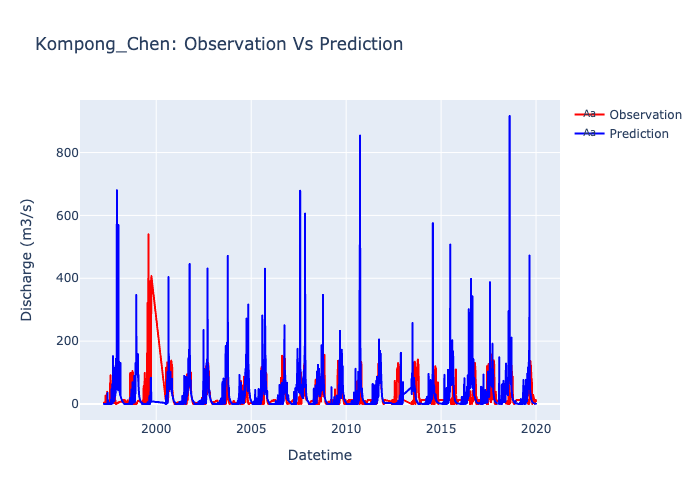 Kompong_Chen: Observation Vs Prediction
Aa Observation
Aa Prediction
800
600
400
200
0
Discharge (m3/s)
2000 2005 2010 2015 2020
Datetime